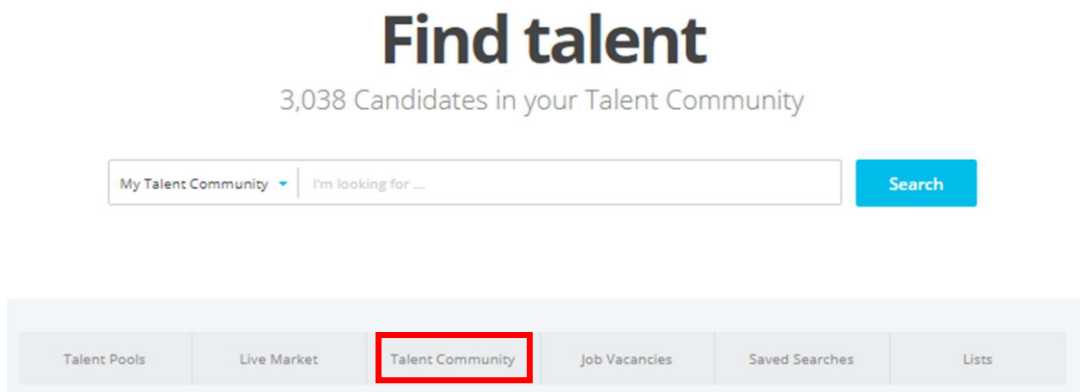 Find talent
3,038 Candidates in your Talent Community
My Talent Community I'm looking for ... Search
Talent Pools Live Market Talent Community Job Vacancies Saved Searches Lists